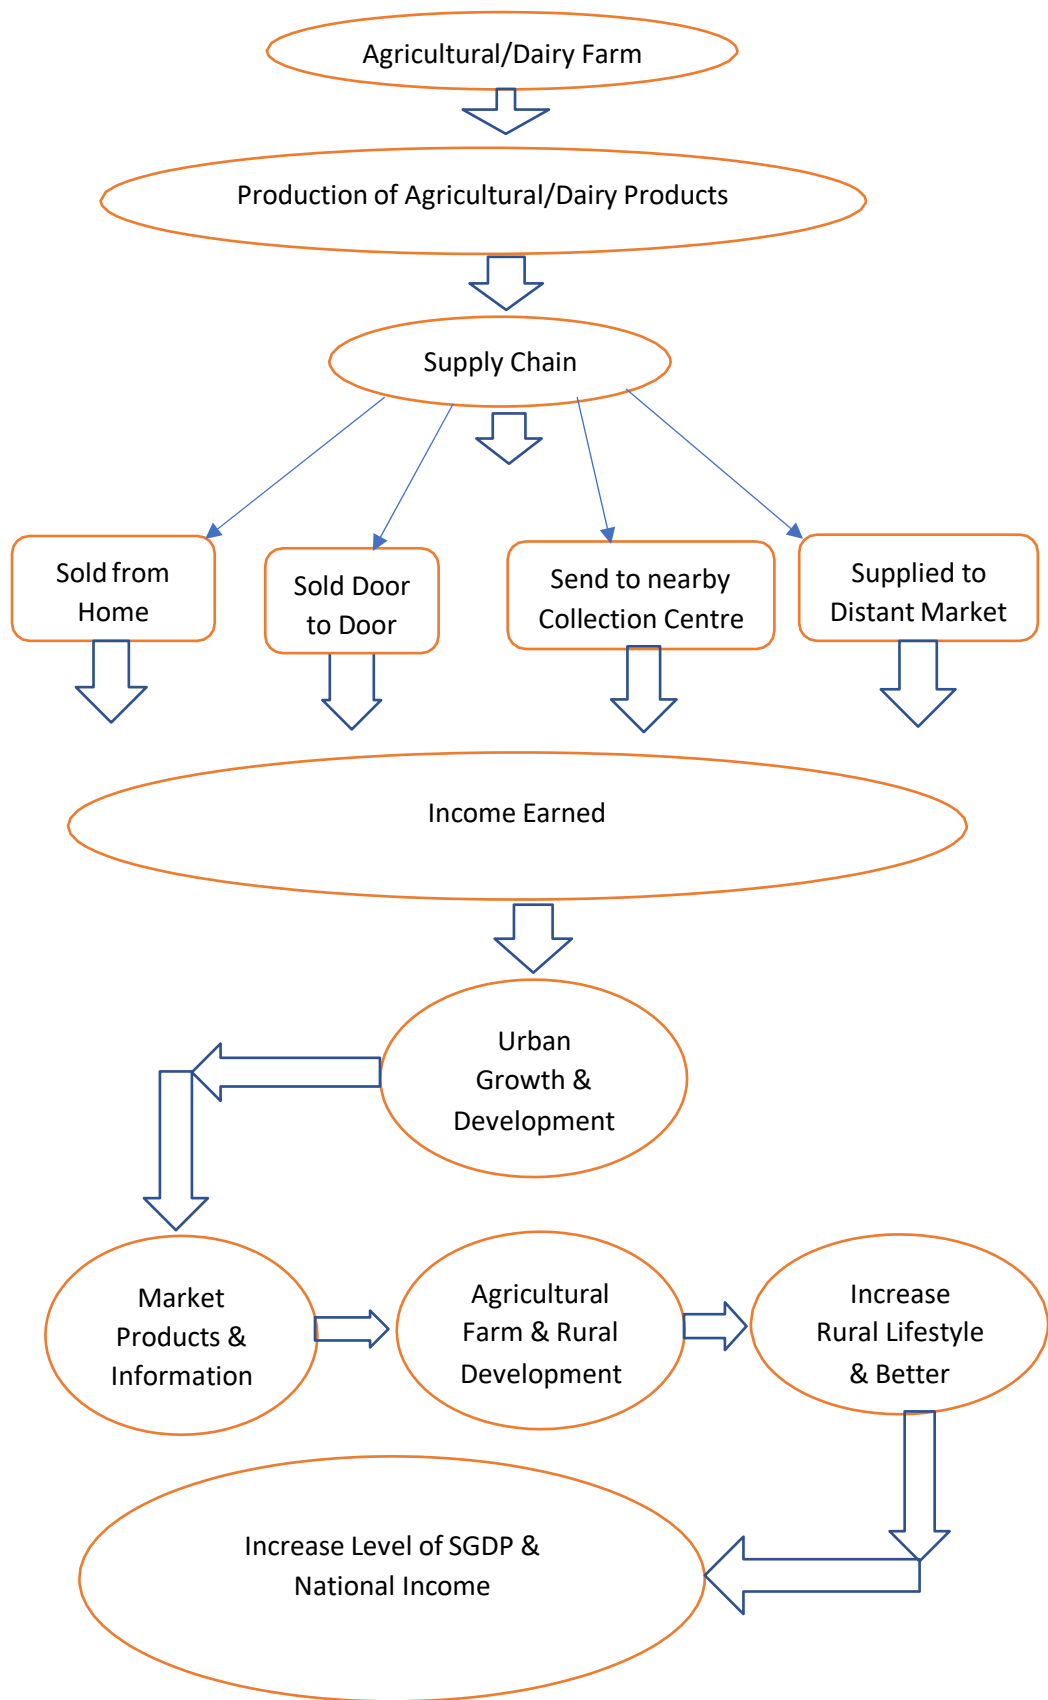 Agricultural/Dairy Farm
Production of Agricultural/Dairy Products
Supply Chain
Sold from
Home
Sold Door
to Door
Send to nearby
Collection Centre
Supplied to
Distant Market
Income Earned
Urban
Growth &
Development
Market
Products &
Information
Agricultural
Farm & Rural
Development
Increase
Rural Lifestyle
& Better
Increase Level of SGDP &
National Income